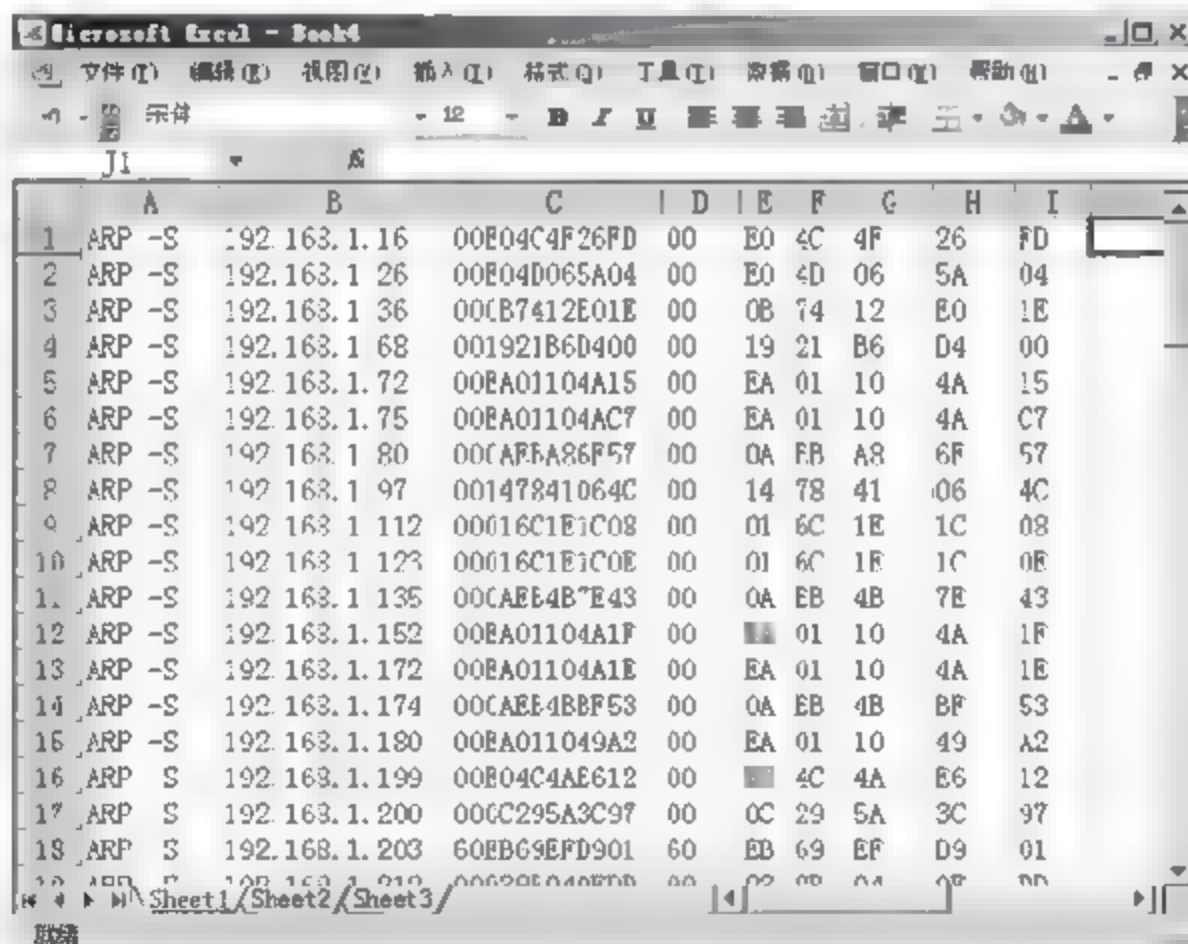 Microsoft Excel - Book4
文件(F) 编辑(E) 视图(V) 插入(I) 格式(O) 工具(T) 数据(D) 窗口(W) 帮助(H)
宋体 12 B I U A
J1 fx
A B C D E F G H I
1 ARP -S 192.168.1.16 00E04C4F26FD 00 E0 4C 4F 26 FD
2 ARP -S 192.168.1.26 00E04D065A04 00 E0 4D 06 5A 04
3 ARP -S 192.168.1.36 000B7412E01E 00 0B 74 12 E0 1E
4 ARP -S 192.168.1.68 001921B6D400 00 19 21 B6 D4 00
5 ARP -S 192.168.1.72 00EA01104A15 00 EA 01 10 4A 15
6 ARP -S 192.168.1.75 00EA01104AC7 00 EA 01 10 4A C7
7 ARP -S 192.168.1.80 000AEBA86F57 00 0A EB A8 6F 57
8 ARP -S 192.168.1.97 00147841064C 00 14 78 41 06 4C
9 ARP -S 192.168.1.112 00016C1E1C08 00 01 6C 1E 1C 08
10 ARP -S 192.168.1.123 00016C1E1C0E 00 01 6C 1E 1C 0E
11 ARP -S 192.168.1.135 000AEB4B7E43 00 0A EB 4B 7E 43
12 ARP -S 192.168.1.152 00EA01104A1F 00 01 10 4A 1F
13 ARP -S 192.168.1.172 00EA01104A1E 00 EA 01 10 4A 1E
14 ARP -S 192.168.1.174 000AEB4BBF53 00 0A EB 4B BF 53
15 ARP -S 192.168.1.180 00EA011049A2 00 EA 01 10 49 A2
16 ARP S 192.168.1.199 00E04C4AE612 00 4C 4A E6 12
17 ARP S 192.168.1.200 000C295A3C97 00 0C 29 5A 3C 97
18 ARP S 192.168.1.203 60EB69EFD901 60 EB 69 EF D9 01
Sheet1/Sheet2/Sheet3/
就绪